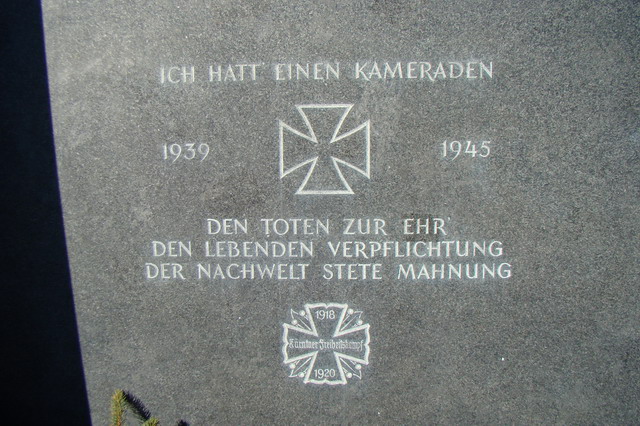 ICH HATT' EINEN KAMERADEN
1939 1945
DEN TOTEN ZUR EHR'
DEN LEBENDEN VERPFLICHTUNG
DER NACHWELT STETE MAHNUNG
1918
Kärntner Freiheitskampf
1920